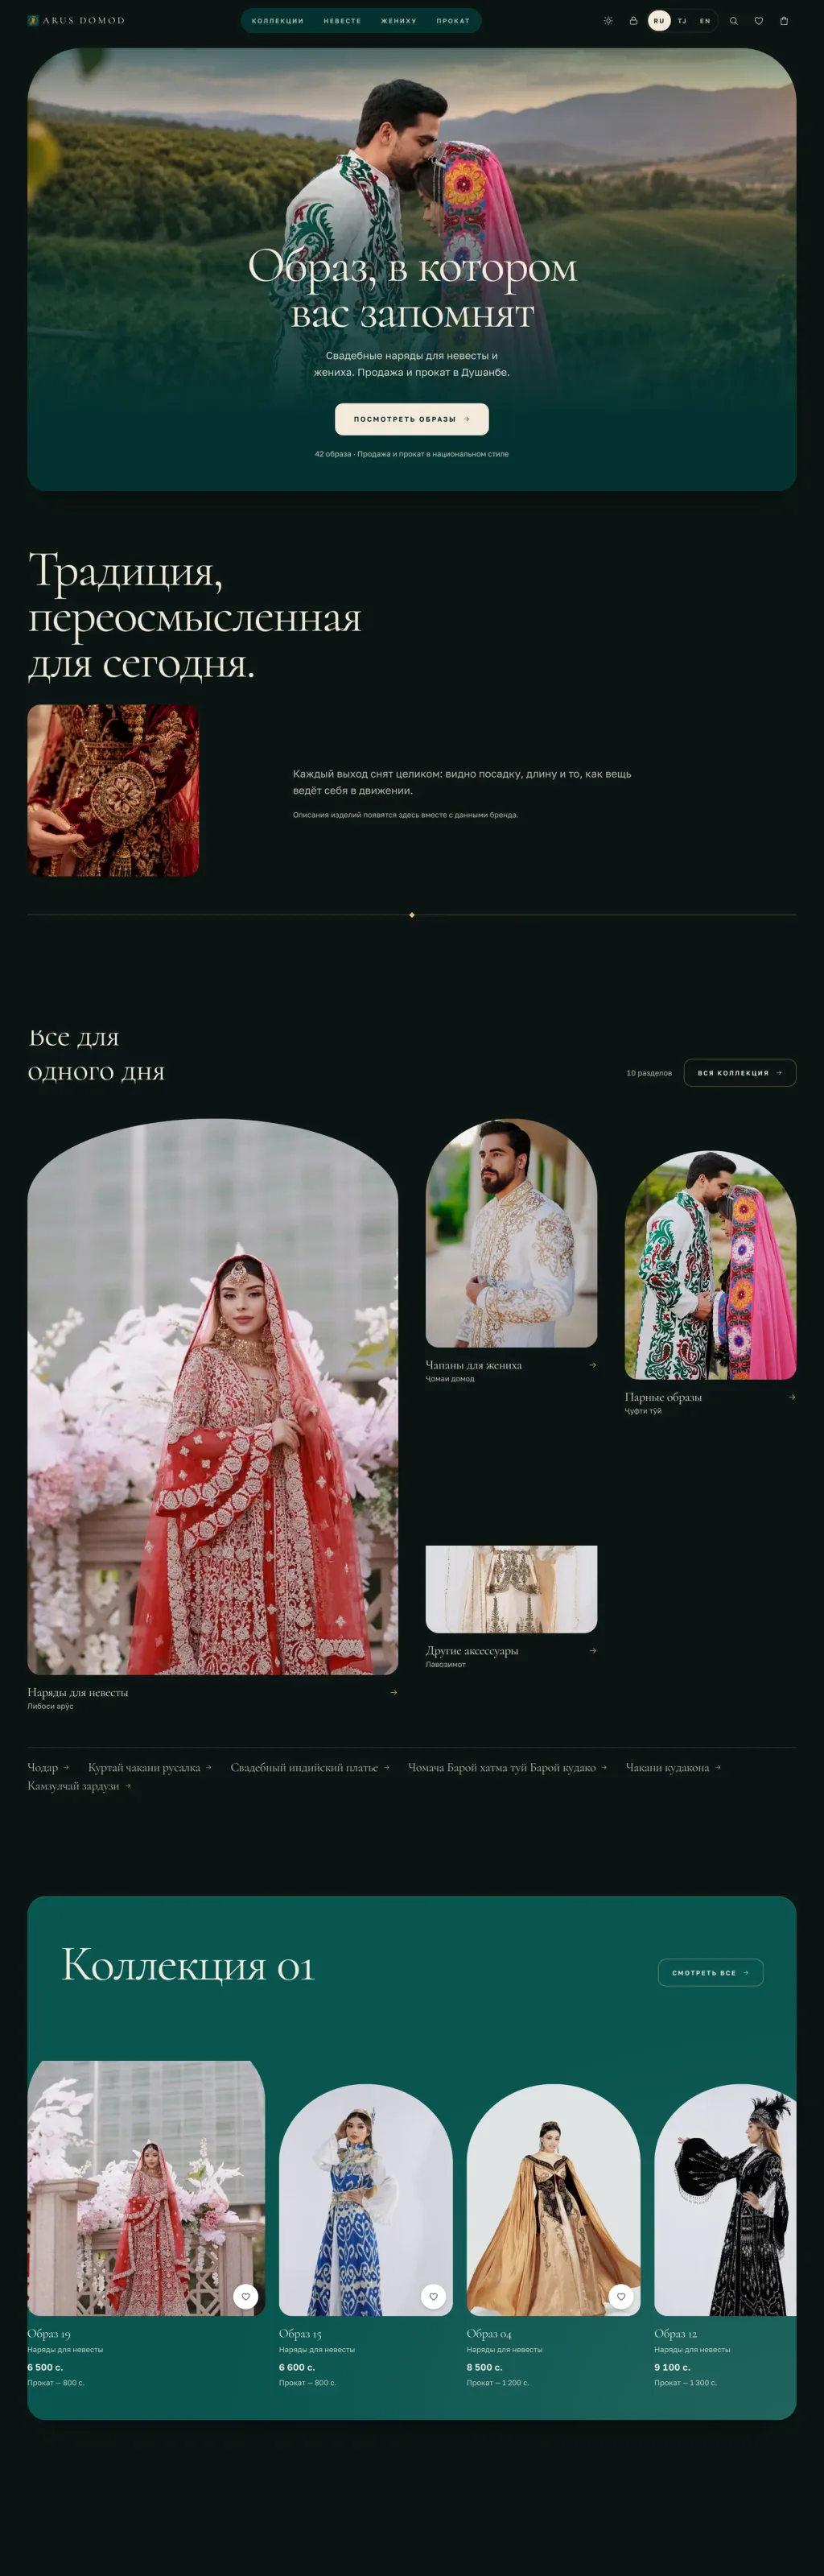 ARUS DOMOD
КОЛЛЕКЦИИ НЕВЕСТЕ ЖЕНИХУ ПРОКАТ
RU TJ EN
Образ, в котором
вас запомнят
Свадебные наряды для невесты и
жениха. Продажа и прокат в Душанбе.
ПОСМОТРЕТЬ ОБРАЗЫ →
42 образа · Продажа и прокат в национальном стиле
Традиция,
переосмысленная
для сегодня.
Каждый выход снят целиком: видно посадку, длину и то, как вещь
ведёт себя в движении.
Описания изделий появятся здесь вместе с данными бренда.
Все для
одного дня
10 разделов
ВСЯ КОЛЛЕКЦИЯ →
Чапаны для жениха →
Ҷомаи домод
Парные образы →
Ҷуфти тӯй
Другие аксессуары →
Лавозимот
Наряды для невесты →
Либоси арӯс
Чодар → Куртай чакани русалка → Свадебный индийский платье → Чомача Барой хатма туй Барой кудако → Чакани кудакона →
Камзулчай зардузи →
Коллекция 01
СМОТРЕТЬ ВСЕ →
Образ 19
Наряды для невесты
6 500 с.
Прокат — 800 с.
Образ 15
Наряды для невесты
6 600 с.
Прокат — 800 с.
Образ 04
Наряды для невесты
8 500 с.
Прокат — 1 200 с.
Образ 12
Наряды для невесты
9 100 с.
Прокат — 1 300 с.